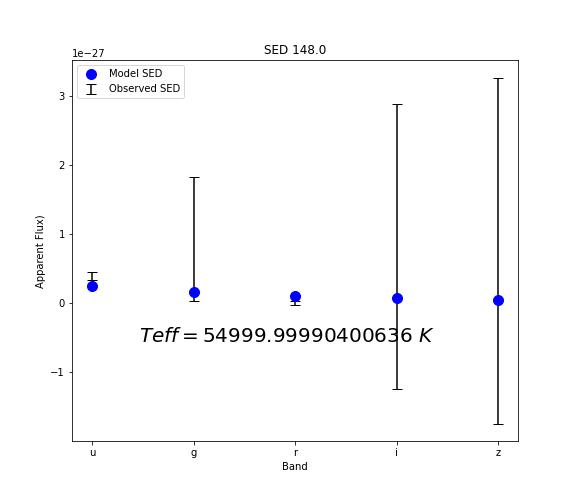 SED 148.0
1e−27
Model SED
Observed SED
3
2
1
0
−1
Apparent Flux)
Teff = 54999.99990400636 K
u g r i z
Band